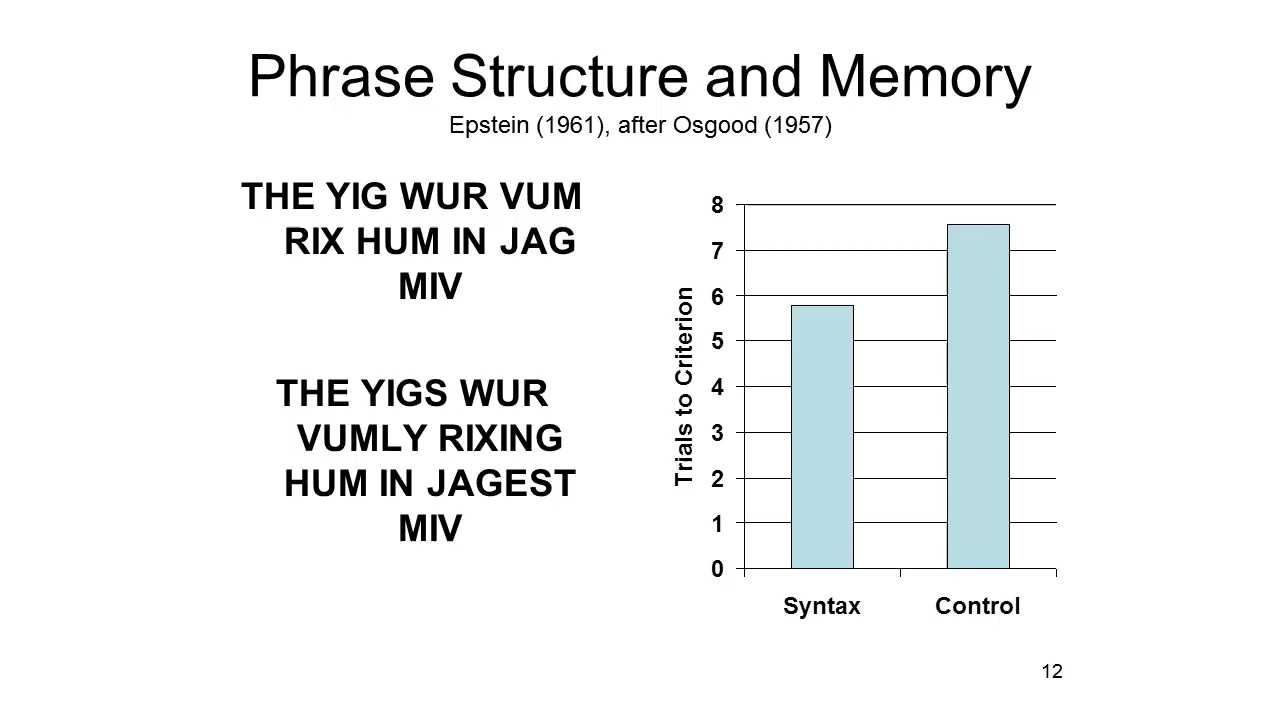 Phrase Structure and Memory
Epstein (1961), after Osgood (1957)
THE YIG WUR VUM
RIX HUM IN JAG
MIV
THE YIGS WUR
VUMLY RIXING
HUM IN JAGEST
MIV
Trials to Criterion
8
7
6
5
4
3
2
1
0
Syntax Control
12